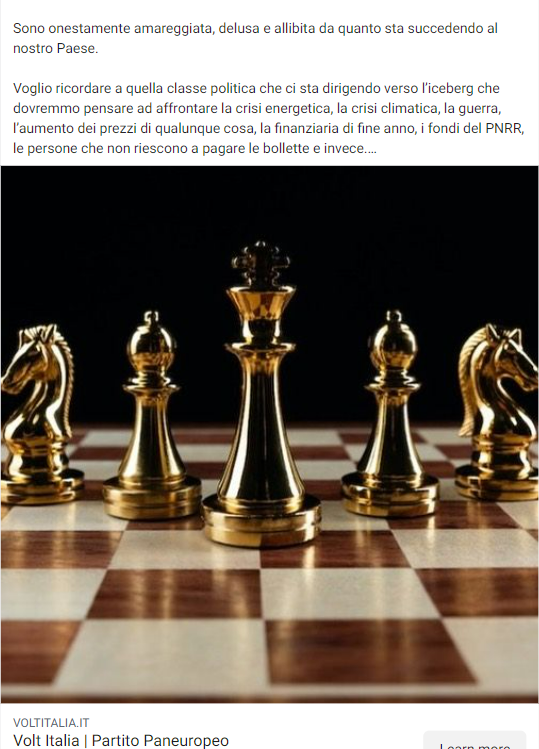 Sono onestamente amareggiata, delusa e allibita da quanto sta succedendo al
nostro Paese.
Voglio ricordare a quella classe politica che ci sta dirigendo verso l'iceberg che
dovremmo pensare ad affrontare la crisi energetica, la crisi climatica, la guerra,
l'aumento dei prezzi di qualunque cosa, la finanziaria di fine anno, i fondi del PNRR,
le persone che non riescono a pagare le bollette e invece....
VOLTITALIA.IT
Volt Italia | Partito Paneuropeo
Learn more